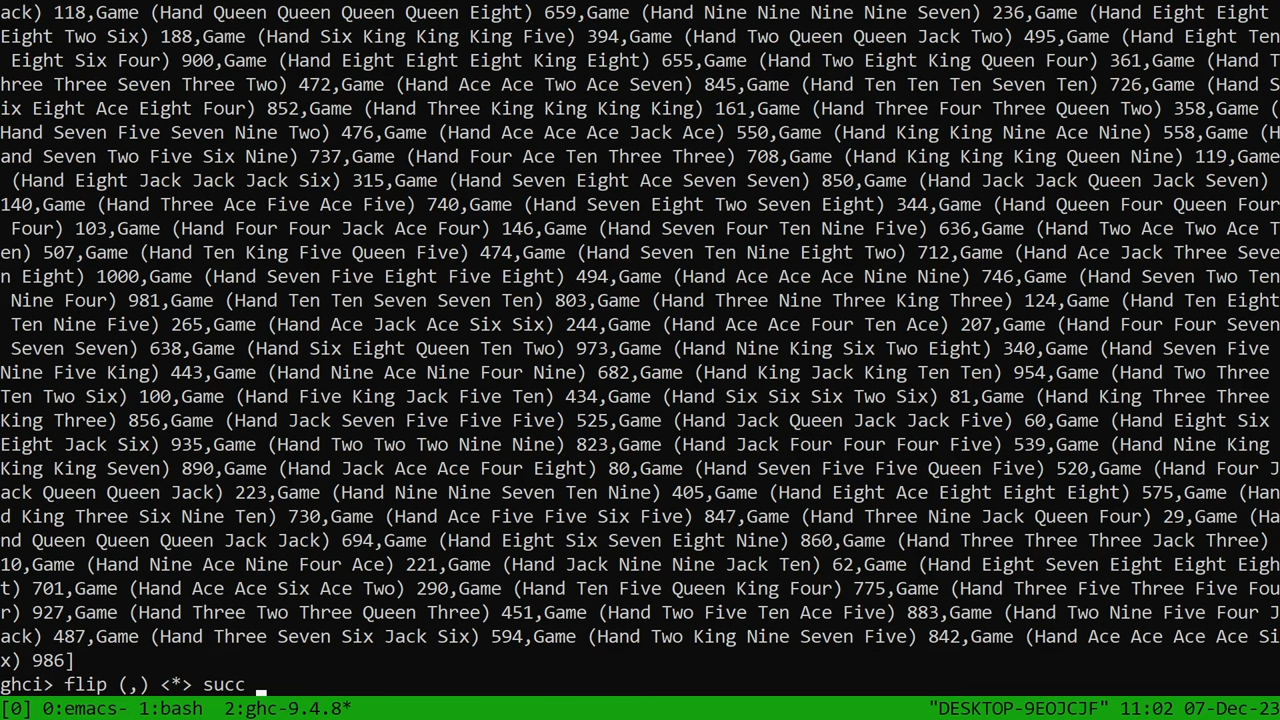 ack) 118,Game (Hand Queen Queen Queen Queen Eight) 659,Game (Hand Nine Nine Nine Nine Seven) 236,Game (Hand Eight Eight
Eight Two Six) 188,Game (Hand Six King King King Five) 394,Game (Hand Two Queen Queen Jack Two) 495,Game (Hand Eight Ten
 Eight Six Four) 900,Game (Hand Eight Eight Eight King Eight) 655,Game (Hand Two Eight King Queen Four) 361,Game (Hand T
hree Three Seven Three Two) 472,Game (Hand Ace Ace Two Ace Seven) 845,Game (Hand Ten Ten Ten Seven Ten) 726,Game (Hand S
ix Eight Ace Eight Four) 852,Game (Hand Three King King King King) 161,Game (Hand Three Four Three Queen Two) 358,Game (
Hand Seven Five Seven Nine Two) 476,Game (Hand Ace Ace Ace Jack Ace) 550,Game (Hand King King Nine Ace Nine) 558,Game (H
and Seven Two Five Six Nine) 737,Game (Hand Four Ace Ten Three Three) 708,Game (Hand King King King Queen Nine) 119,Game
 (Hand Eight Jack Jack Jack Six) 315,Game (Hand Seven Eight Ace Seven Seven) 850,Game (Hand Jack Jack Queen Jack Seven)
140,Game (Hand Three Ace Five Ace Five) 740,Game (Hand Seven Eight Two Seven Eight) 344,Game (Hand Queen Four Queen Four
 Four) 103,Game (Hand Four Four Jack Ace Four) 146,Game (Hand Seven Four Ten Nine Five) 636,Game (Hand Two Ace Two Ace T
en) 507,Game (Hand Ten King Five Queen Five) 474,Game (Hand Seven Ten Nine Eight Two) 712,Game (Hand Ace Jack Three Seve
n Eight) 1000,Game (Hand Seven Five Eight Five Eight) 494,Game (Hand Ace Ace Ace Nine Nine) 746,Game (Hand Seven Two Ten
 Nine Four) 981,Game (Hand Ten Ten Seven Seven Ten) 803,Game (Hand Three Nine Three King Three) 124,Game (Hand Ten Eight
 Ten Nine Five) 265,Game (Hand Ace Jack Ace Six Six) 244,Game (Hand Ace Ace Four Ten Ace) 207,Game (Hand Four Four Seven
 Seven Seven) 638,Game (Hand Six Eight Queen Ten Two) 973,Game (Hand Nine King Six Two Eight) 340,Game (Hand Seven Five
Nine Five King) 443,Game (Hand Nine Ace Nine Four Nine) 682,Game (Hand King Jack King Ten Ten) 954,Game (Hand Two Three
Ten Two Six) 100,Game (Hand Five King Jack Five Ten) 434,Game (Hand Six Six Six Two Six) 81,Game (Hand King Three Three
King Three) 856,Game (Hand Jack Seven Five Five Five) 525,Game (Hand Jack Queen Jack Jack Five) 60,Game (Hand Eight Six
Eight Jack Six) 935,Game (Hand Two Two Two Nine Nine) 823,Game (Hand Jack Four Four Four Five) 539,Game (Hand Nine King
King King Seven) 890,Game (Hand Jack Ace Ace Four Eight) 80,Game (Hand Seven Five Five Queen Five) 520,Game (Hand Four J
ack Queen Queen Jack) 223,Game (Hand Nine Nine Seven Ten Nine) 405,Game (Hand Eight Ace Eight Eight Eight) 575,Game (Han
d King Three Six Nine Ten) 730,Game (Hand Ace Five Five Six Five) 847,Game (Hand Three Nine Jack Queen Four) 29,Game (Ha
nd Queen Queen Queen Jack Jack) 694,Game (Hand Eight Six Seven Eight Nine) 860,Game (Hand Three Three Three Jack Three)
10,Game (Hand Nine Ace Nine Four Ace) 221,Game (Hand Jack Nine Nine Jack Ten) 62,Game (Hand Eight Seven Eight Eight Eigh
t) 701,Game (Hand Ace Ace Six Ace Two) 290,Game (Hand Ten Five Queen King Four) 775,Game (Hand Three Five Three Five Fou
r) 927,Game (Hand Three Two Three Queen Three) 451,Game (Hand Two Five Ten Ace Five) 883,Game (Hand Two Nine Five Four J
ack) 487,Game (Hand Three Seven Six Jack Six) 594,Game (Hand Two King Nine Seven Five) 842,Game (Hand Ace Ace Ace Ace Si
x) 986]
ghci> flip (,) <*> succ
[0] 0:emacs- 1:bash  2:ghc-9.4.8* "DESKTOP-9EOJCJF" 11:02 07-Dec-23